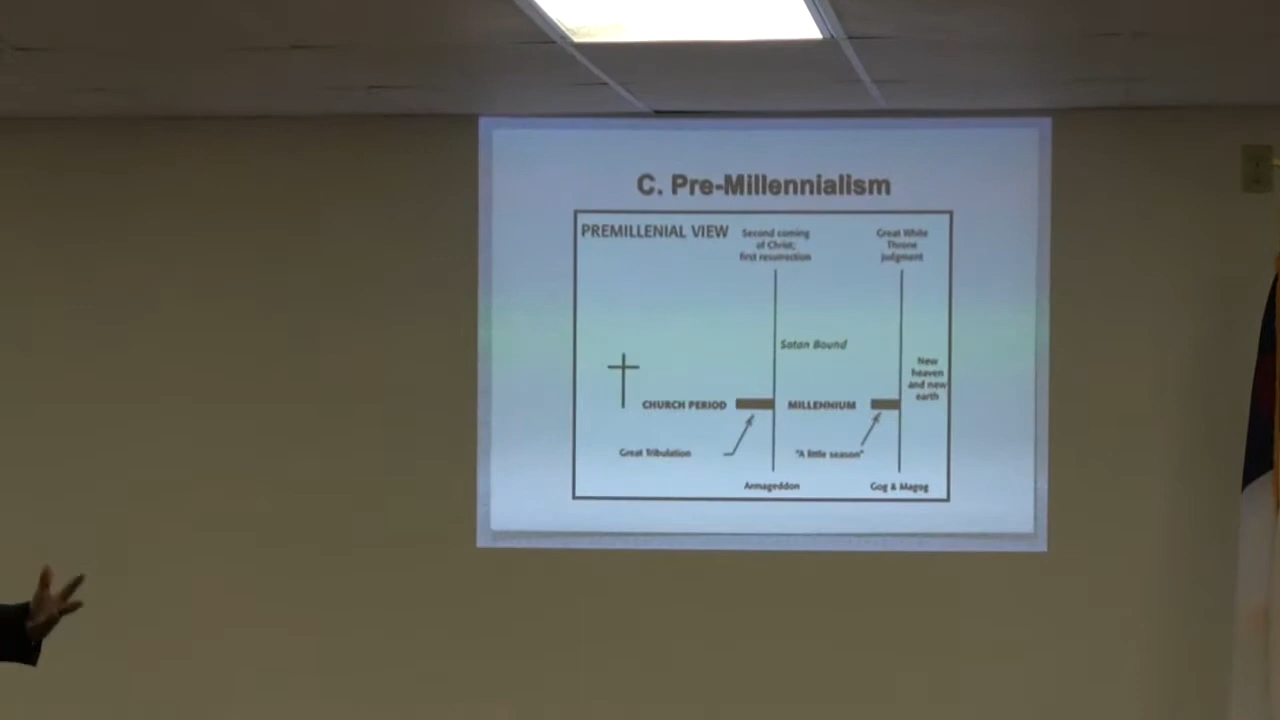 C. Pre-Millennialism
PREMILLENIAL VIEW
Second coming
of Christ;
first resurrection
Great White
Throne
judgment
Satan Bound
New
heaven
and new
earth
CHURCH PERIOD
MILLENNIUM
Great Tribulation
"A little season"
Armageddon
Gog & Magog